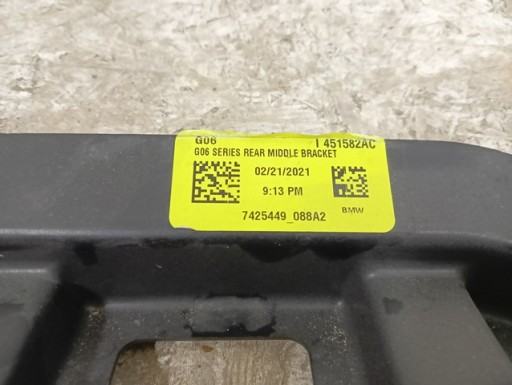 G06 I 451582AC
G06 SERIES REAR MIDDLE BRACKET
02/21/2021
9:13 PM
7425449_088A2 BMW